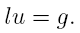 lu = g.